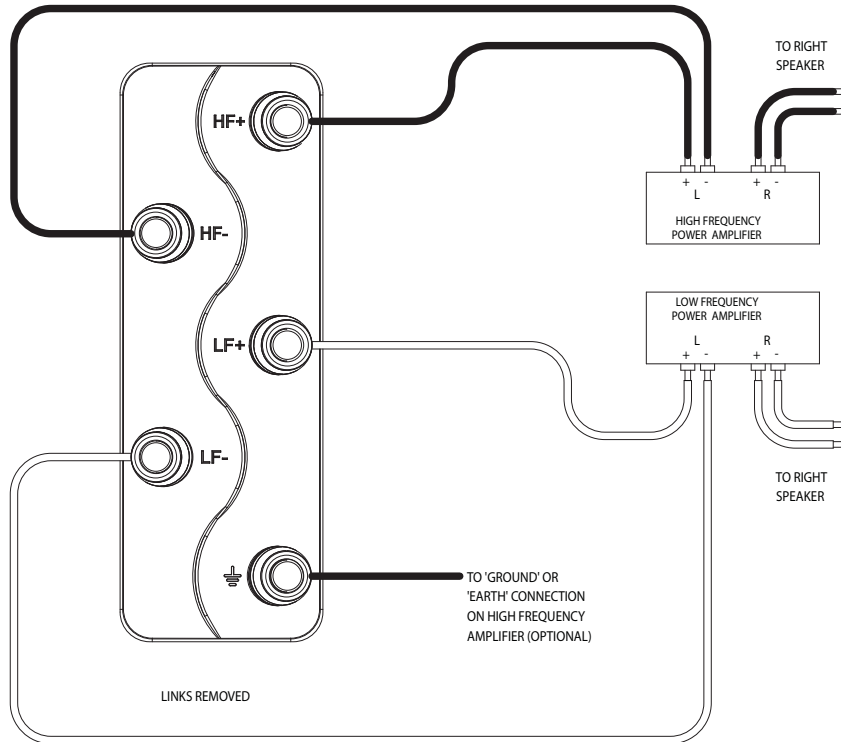 TO RIGHT
SPEAKER
HF+
+ - + -
L R
HIGH FREQUENCY
POWER AMPLIFIER
HF-
LOW FREQUENCY
POWER AMPLIFIER
L R
+ - + -
LF+
LF-
TO RIGHT
SPEAKER
TO 'GROUND' OR
'EARTH' CONNECTION
ON HIGH FREQUENCY
AMPLIFIER (OPTIONAL)
LINKS REMOVED